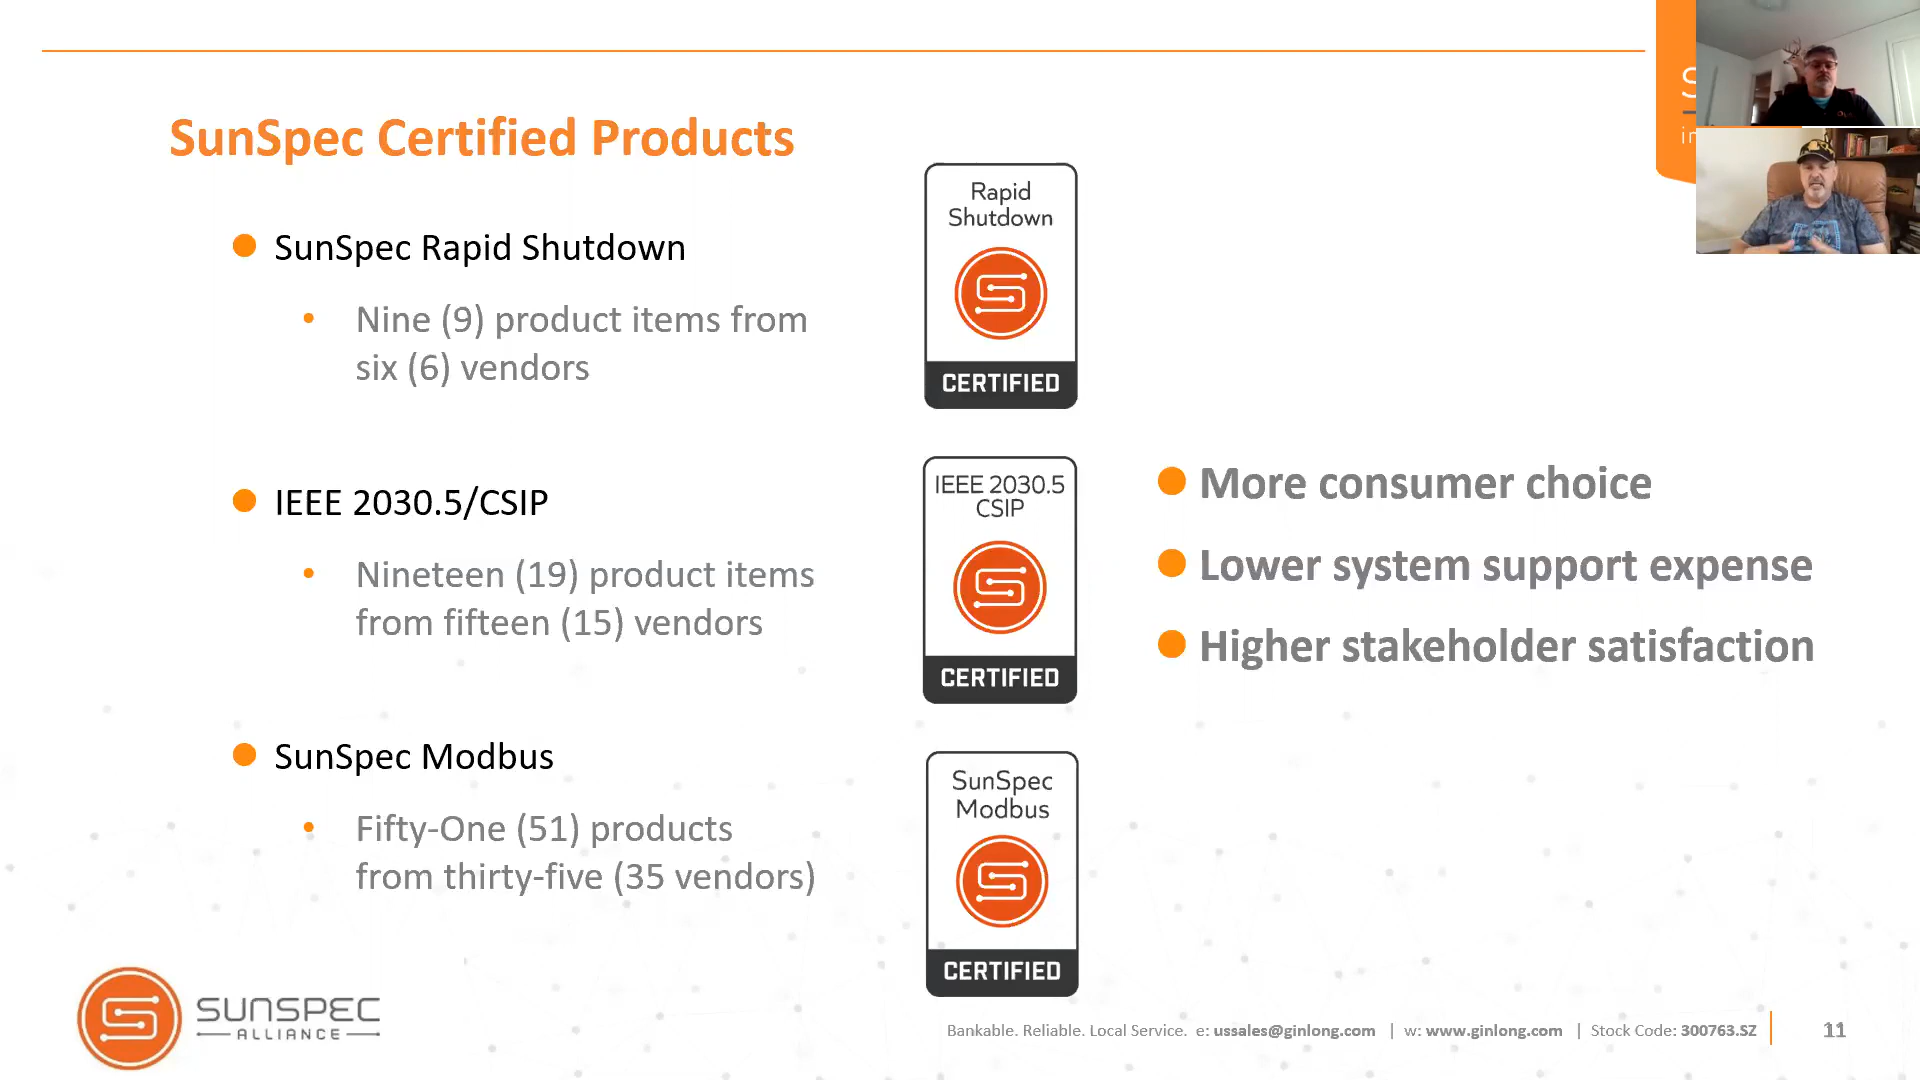 SunSpec Certified Products
SunSpec Rapid Shutdown
Nine (9) product items from
six (6) vendors
IEEE 2030.5/CSIP
Nineteen (19) product items
from fifteen (15) vendors
SunSpec Modbus
Fifty-One (51) products
from thirty-five (35 vendors)
Rapid
Shutdown
CERTIFIED
IEEE 2030.5
CSIP
CERTIFIED
SunSpec
Modbus
CERTIFIED
More consumer choice
Lower system support expense
Higher stakeholder satisfaction
SUNSPEC
ALLIANCE
Bankable. Reliable. Local Service. e: ussales@ginlong.com | w: www.ginlong.com | Stock Code: 300763.SZ
11